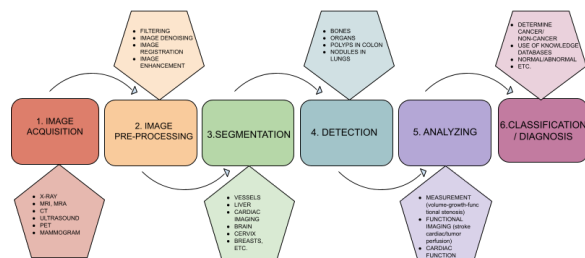 FILTERING
IMAGE DENOISING
IMAGE
REGISTRATION
IMAGE
ENHANCEMENT
BONES
ORGANS
POLYPS IN COLON
NODULES IN
LUNGS
DETERMINE
CANCER/
NON-CANCER
USE OF KNOWLEDGE
DATABASES
NORMAL/ABNORMAL
ETC.
1. IMAGE
ACQUISITION
2. IMAGE
PRE-PROCESSING
3.SEGMENTATION
4. DETECTION
5. ANALYZING
6.CLASSIFICATION
/ DIAGNOSIS
X-RAY
MRI, MRA
CT
ULTRASOUND
PET
MAMMOGRAM
VESSELS
LIVER
CARDIAC
IMAGING
BRAIN
CERVIX
BREASTS,
ETC.
MEASUREMENT
(volume-growth-func
tional stenosis)
FUNCTIONAL
IMAGING (stroke
cardiac/tumor
perfusion)
CARDIAC
FUNCTION